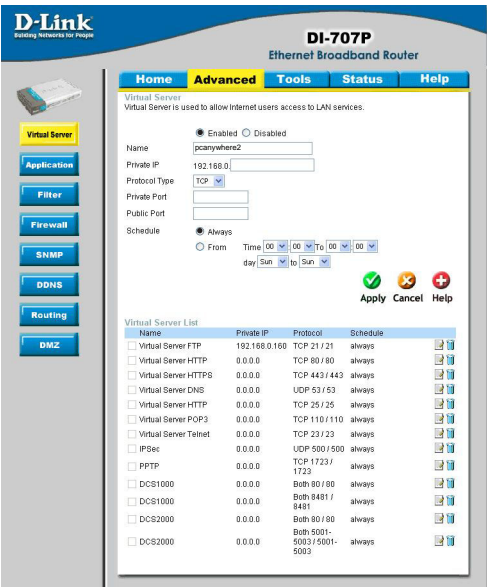 D-Link
Building Networks for People
DI-707P
Ethernet Broadband Router
Home Advanced Tools Status Help
Virtual Server
Application
Filter
Firewall
SNMP
DDNS
Routing
DMZ
Virtual Server
Virtual Server is used to allow Internet users access to LAN services.
Enabled Disabled
Name pcanywhere2
Private IP 192.168.0.
Protocol Type TCP
Private Port
Public Port
Schedule Always
From Time 00 : 00 To 00 : 00
day Sun to Sun
Apply Cancel Help
Virtual Server List
Name Private IP Protocol Schedule
Virtual Server FTP 192.168.0.160 TCP 21 / 21 always
Virtual Server HTTP 0.0.0.0 TCP 80 / 80 always
Virtual Server HTTPS 0.0.0.0 TCP 443 / 443 always
Virtual Server DNS 0.0.0.0 UDP 53 / 53 always
Virtual Server HTTP 0.0.0.0 TCP 25 / 25 always
Virtual Server POP3 0.0.0.0 TCP 110 / 110 always
Virtual Server Telnet 0.0.0.0 TCP 23 / 23 always
IPSec 0.0.0.0 UDP 500 / 500 always
PPTP 0.0.0.0 TCP 1723 / 1723 always
DCS1000 0.0.0.0 Both 80 / 80 always
DCS1000 0.0.0.0 Both 8481 / 8481 always
DCS2000 0.0.0.0 Both 80 / 80 always
DCS2000 0.0.0.0 Both 5001-5003 / 5001-5003 always